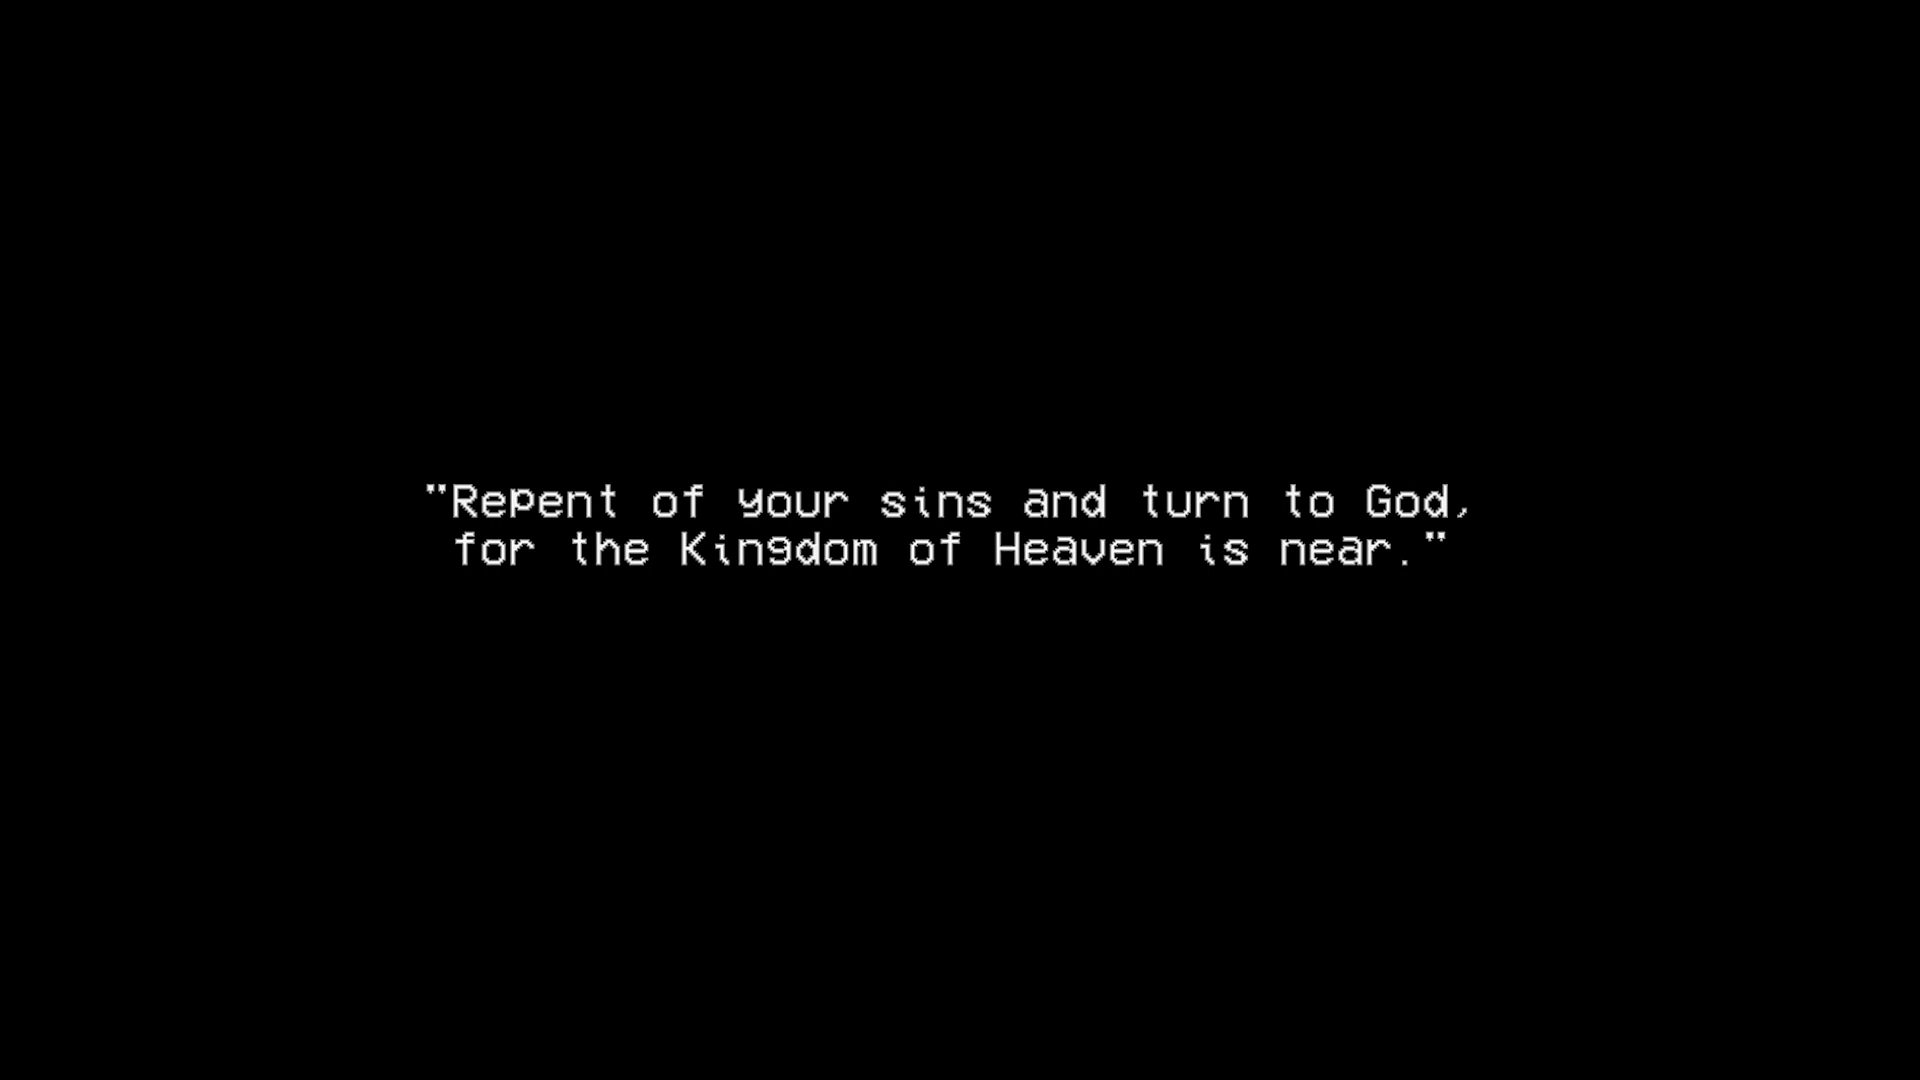 "Repent of your sins and turn to God,
for the Kingdom of Heaven is near."